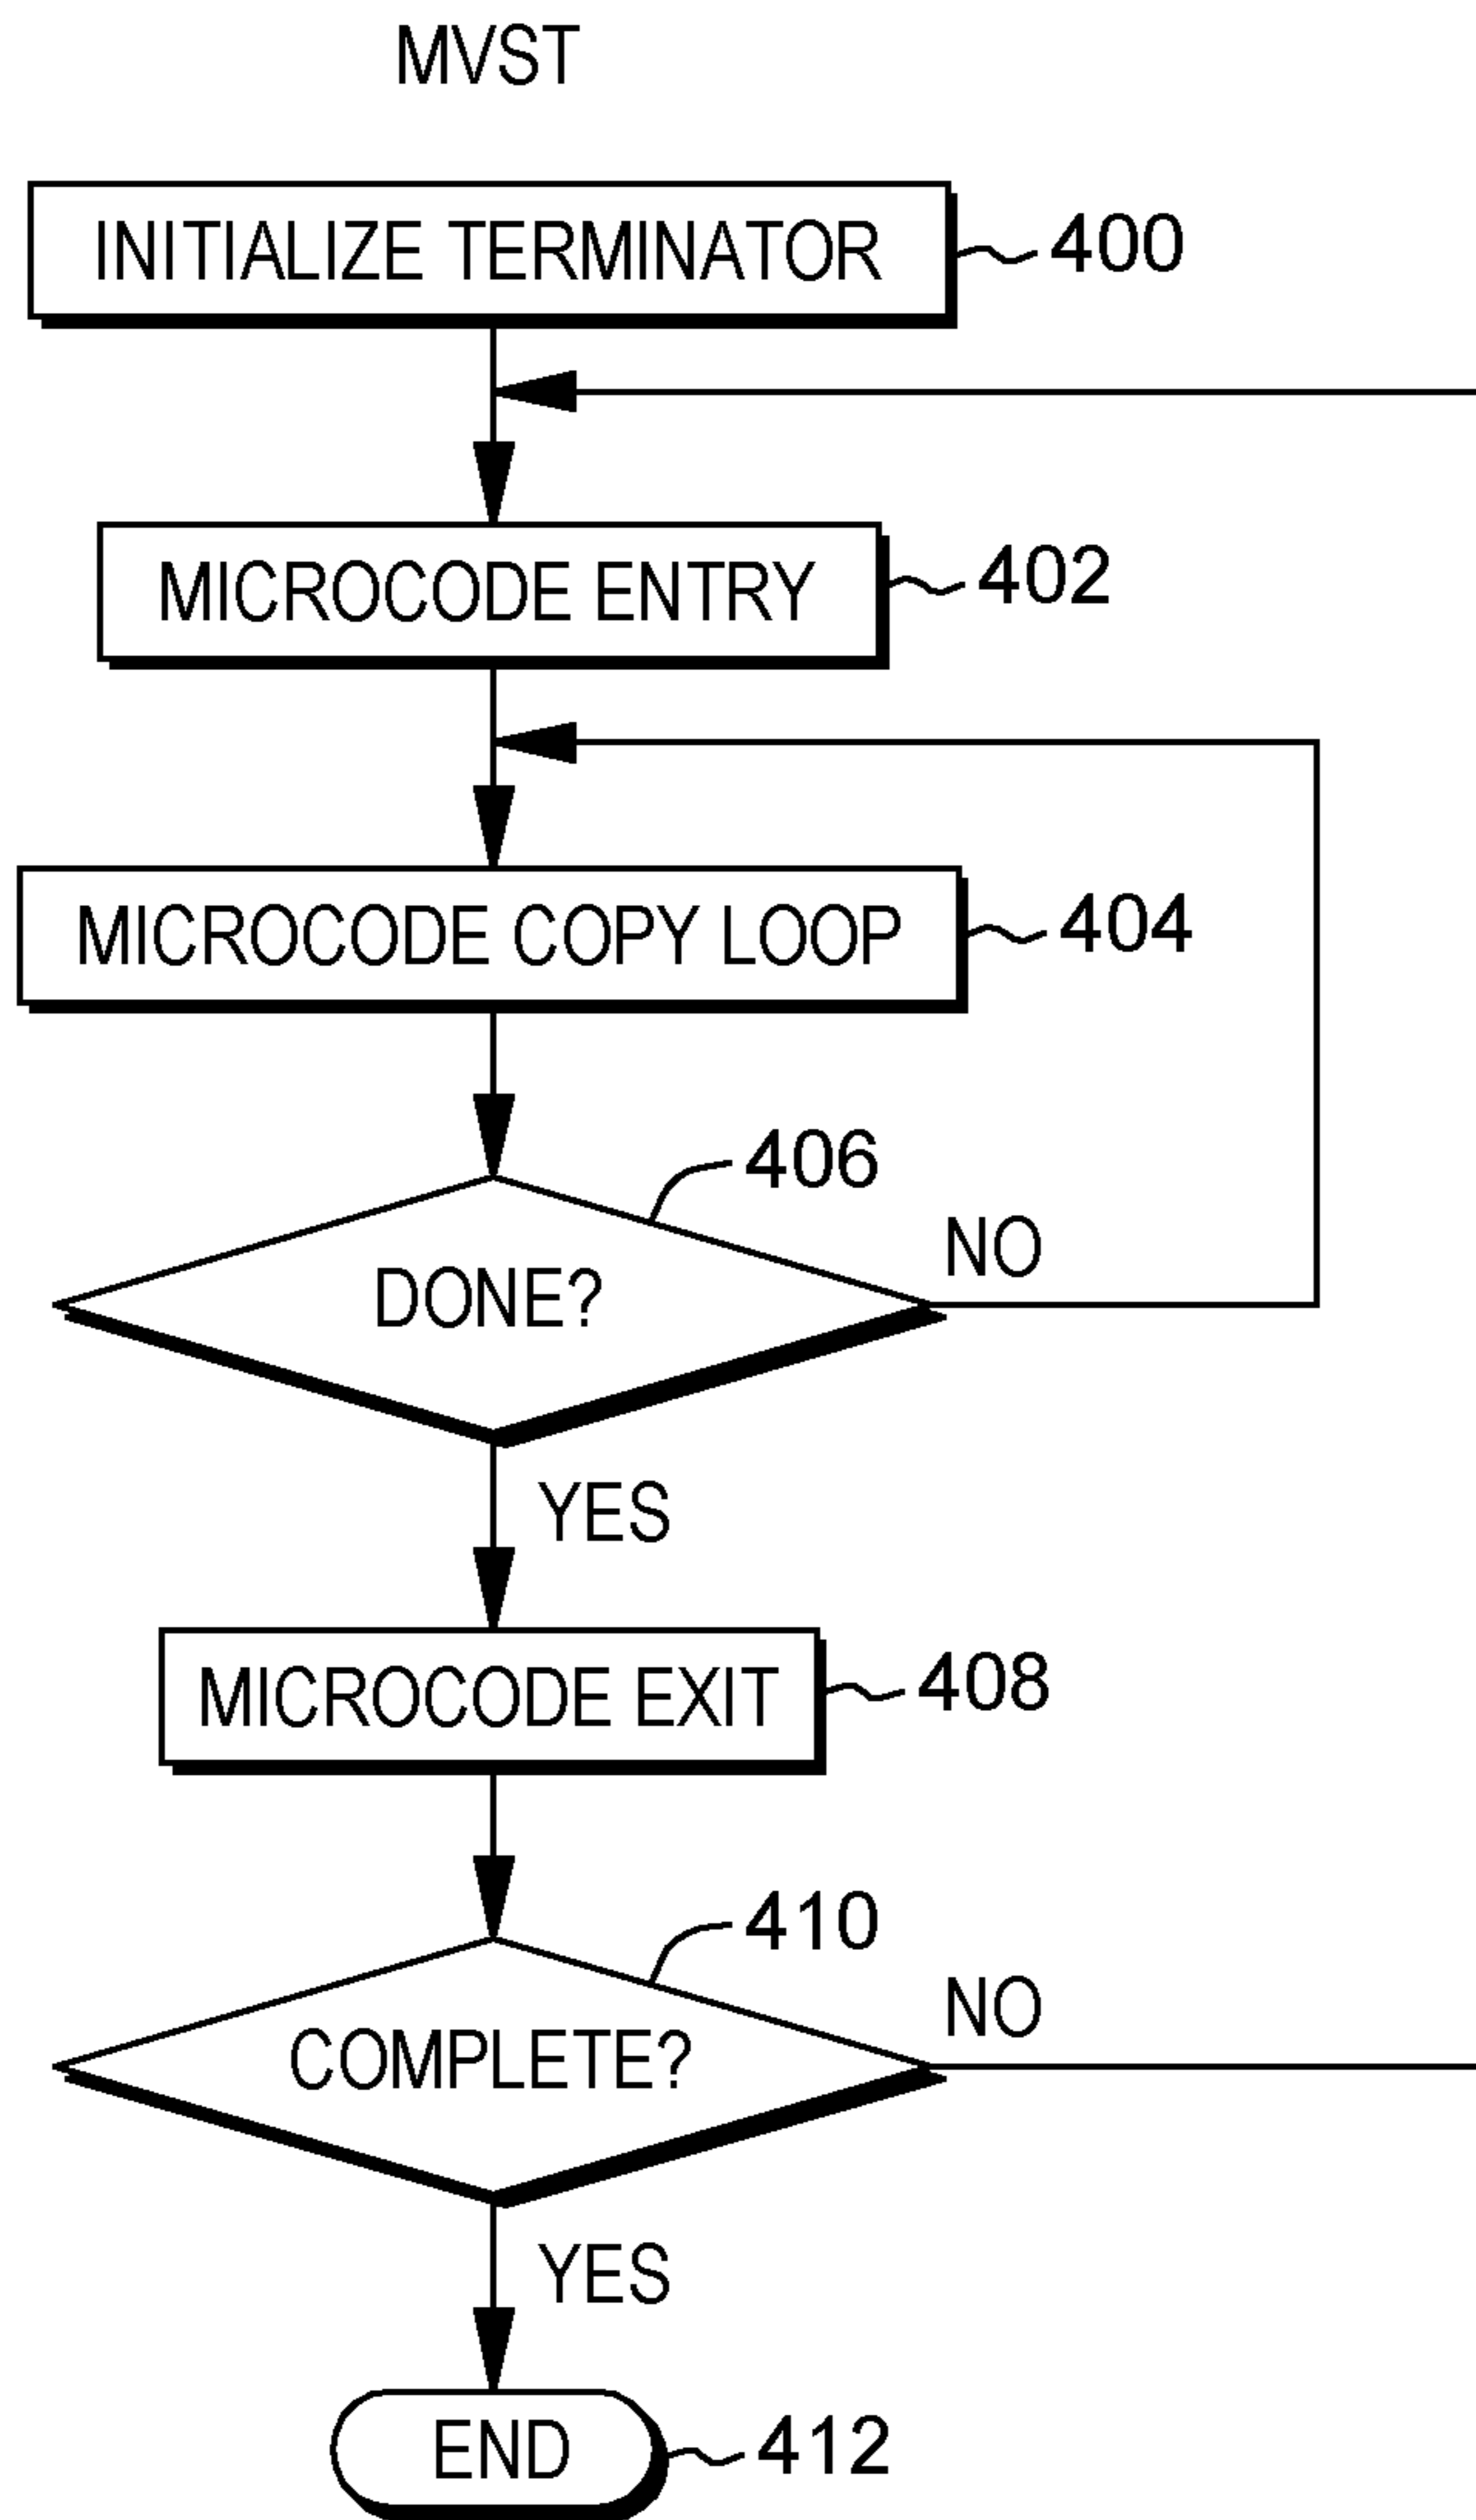 MVST
INITIALIZE TERMINATOR
400
MICROCODE ENTRY
402
MICROCODE COPY LOOP
404
406
DONE?
NO
YES
MICROCODE EXIT
408
410
COMPLETE?
NO
YES
END
412